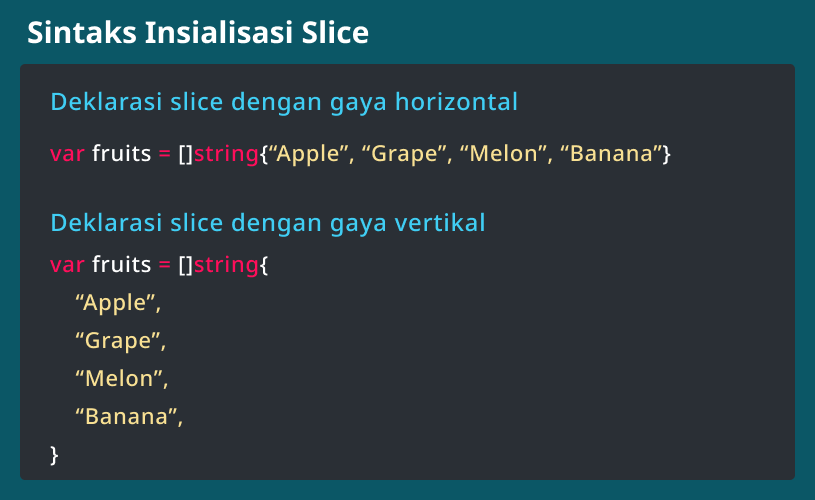 Sintaks Insialisasi Slice
Deklarasi slice dengan gaya horizontal
var fruits = []string{“Apple”, “Grape”, “Melon”, “Banana”}
Deklarasi slice dengan gaya vertikal
var fruits = []string{
“Apple”,
“Grape”,
“Melon”,
“Banana”,
}